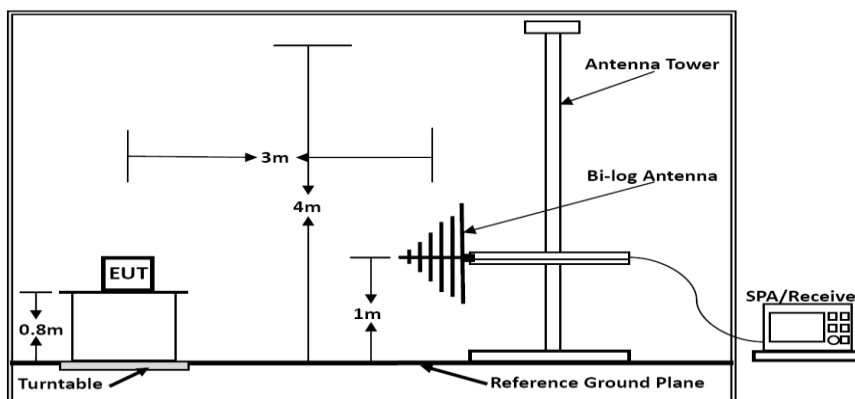 Antenna Tower
3m
Bi-log Antenna
4m
EUT
SPA/Receive
0.8m
1m
Turntable
Reference Ground Plane